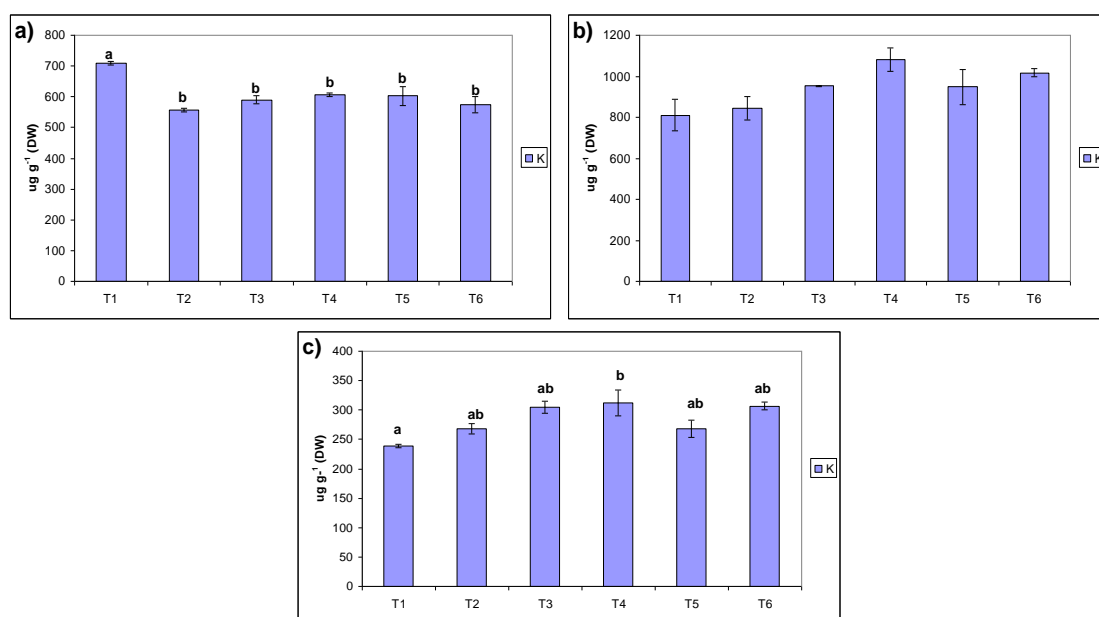 a)
800
700
600
500
400
300
200
100
0
ug g⁻¹ (DW)
a
b
b
b
b
b
T1 T2 T3 T4 T5 T6
K
b)
1200
1000
800
600
400
200
0
ug g⁻¹ (DW)
T1 T2 T3 T4 T5 T6
K
c)
400
350
300
250
200
150
100
50
0
ug g-¹ (DW)
a
ab
ab
b
ab
ab
T1 T2 T3 T4 T5 T6
K